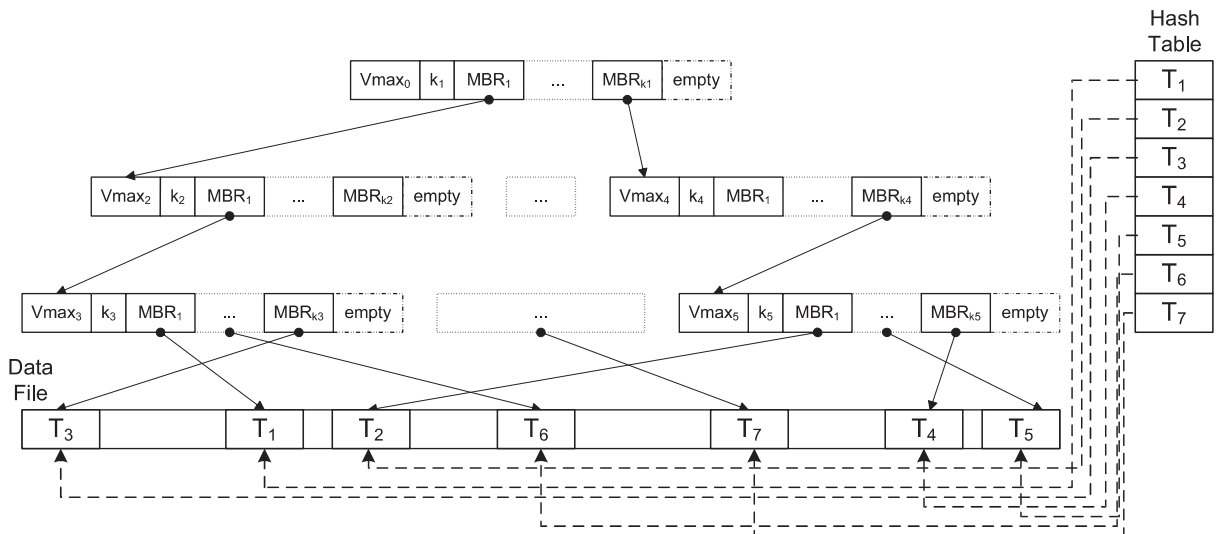 Hash
Table
Vmax₀ k₁ MBR₁ ... MBRₖ₁ empty
T₁
T₂
T₃
Vmax₂ k₂ MBR₁ ... MBRₖ₂ empty ... Vmax₄ k₄ MBR₁ ... MBRₖ₄ empty
T₄
T₅
T₆
Vmax₃ k₃ MBR₁ ... MBRₖ₃ empty ... Vmax₅ k₅ MBR₁ ... MBRₖ₅ empty
T₇
Data
File
T₃ T₁ T₂ T₆ T₇ T₄ T₅